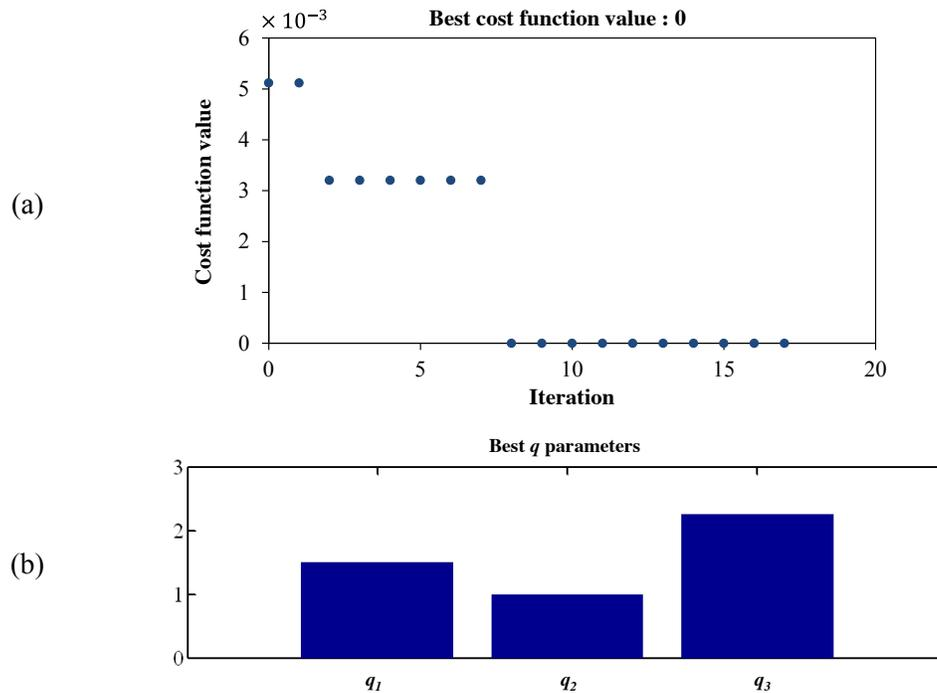 × 10⁻³
Best cost function value : 0
(a)
Cost function value
6
5
4
3
2
1
0
0 5 10 15 20
Iteration
Best q parameters
(b)
3
2
1
0
q₁ q₂ q₃